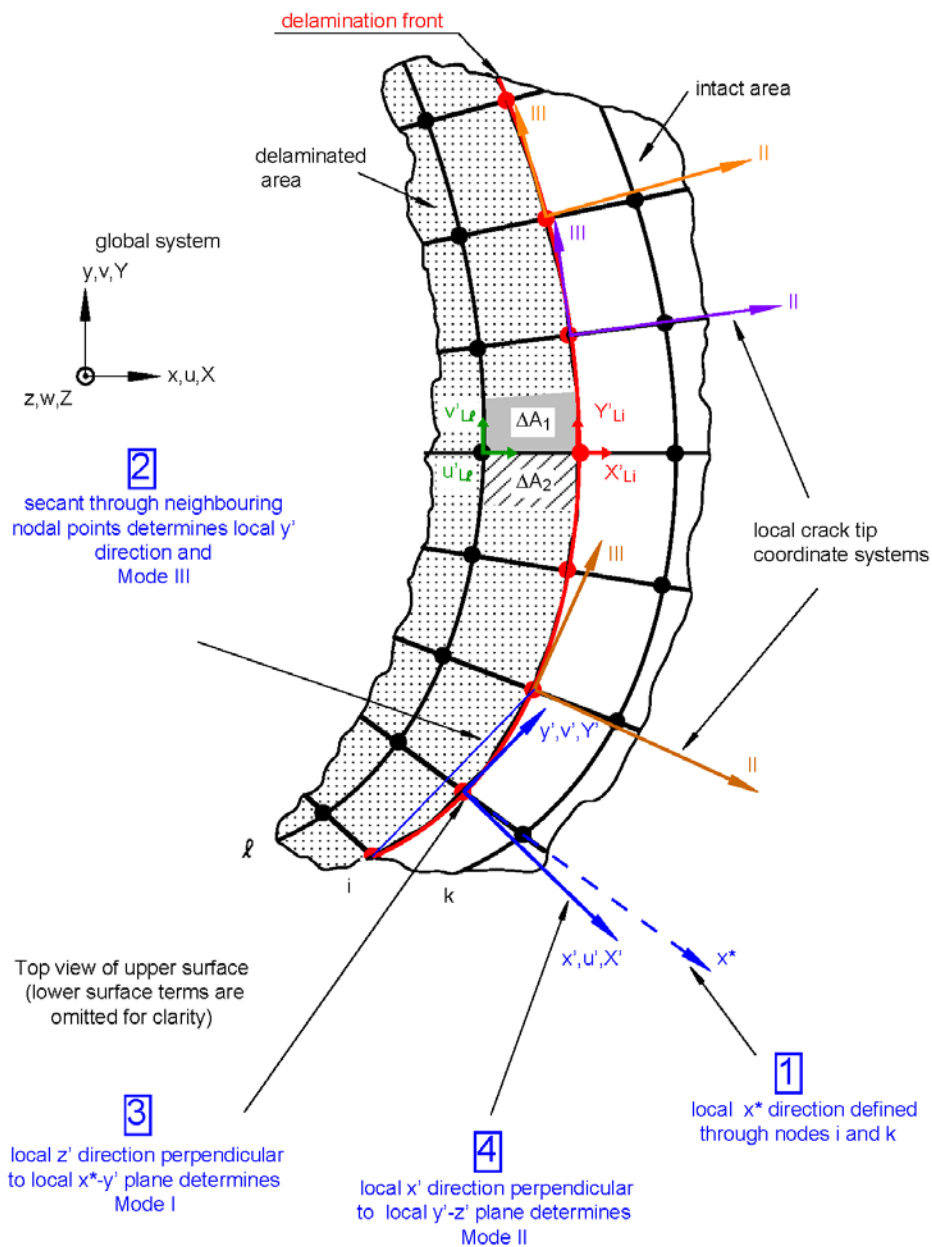 delamination front
III
intact area
II
delaminated
area
global system
y,v,Y
x,u,X
z,w,Z
III
II
v'Lℓ
ΔA1
Y'Li
u'Lℓ
ΔA2
X'Li
2
secant through neighbouring
nodal points determines local y'
direction and
Mode III
III
local crack tip
coordinate systems
y',v',Y'
II
ℓ
i
k
x',u',X'
x*
Top view of upper surface
(lower surface terms are
omitted for clarity)
1
local x* direction defined
through nodes i and k
3
local z' direction perpendicular
to local x*-y' plane determines
Mode I
4
local x' direction perpendicular
to local y'-z' plane determines
Mode II